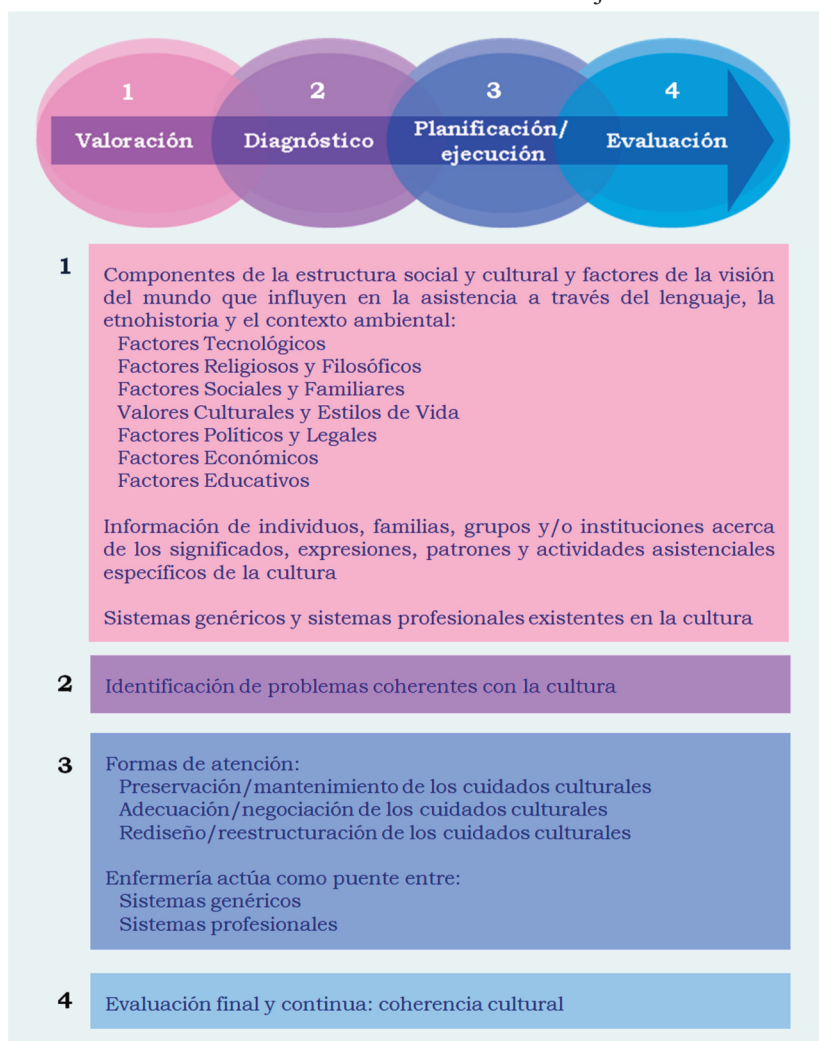 1
Valoración
2
Diagnóstico
3
Planificación/
ejecución
4
Evaluación
1
Componentes de la estructura social y cultural y factores de la visión
del mundo que influyen en la asistencia a través del lenguaje, la
etnohistoria y el contexto ambiental:
Factores Tecnológicos
Factores Religiosos y Filosóficos
Factores Sociales y Familiares
Valores Culturales y Estilos de Vida
Factores Políticos y Legales
Factores Económicos
Factores Educativos
Información de individuos, familias, grupos y/o instituciones acerca
de los significados, expresiones, patrones y actividades asistenciales
específicos de la cultura
Sistemas genéricos y sistemas profesionales existentes en la cultura
2
Identificación de problemas coherentes con la cultura
3
Formas de atención:
Preservación/mantenimiento de los cuidados culturales
Adecuación/negociación de los cuidados culturales
Rediseño/reestructuración de los cuidados culturales
Enfermería actúa como puente entre:
Sistemas genéricos
Sistemas profesionales
4
Evaluación final y continua: coherencia cultural